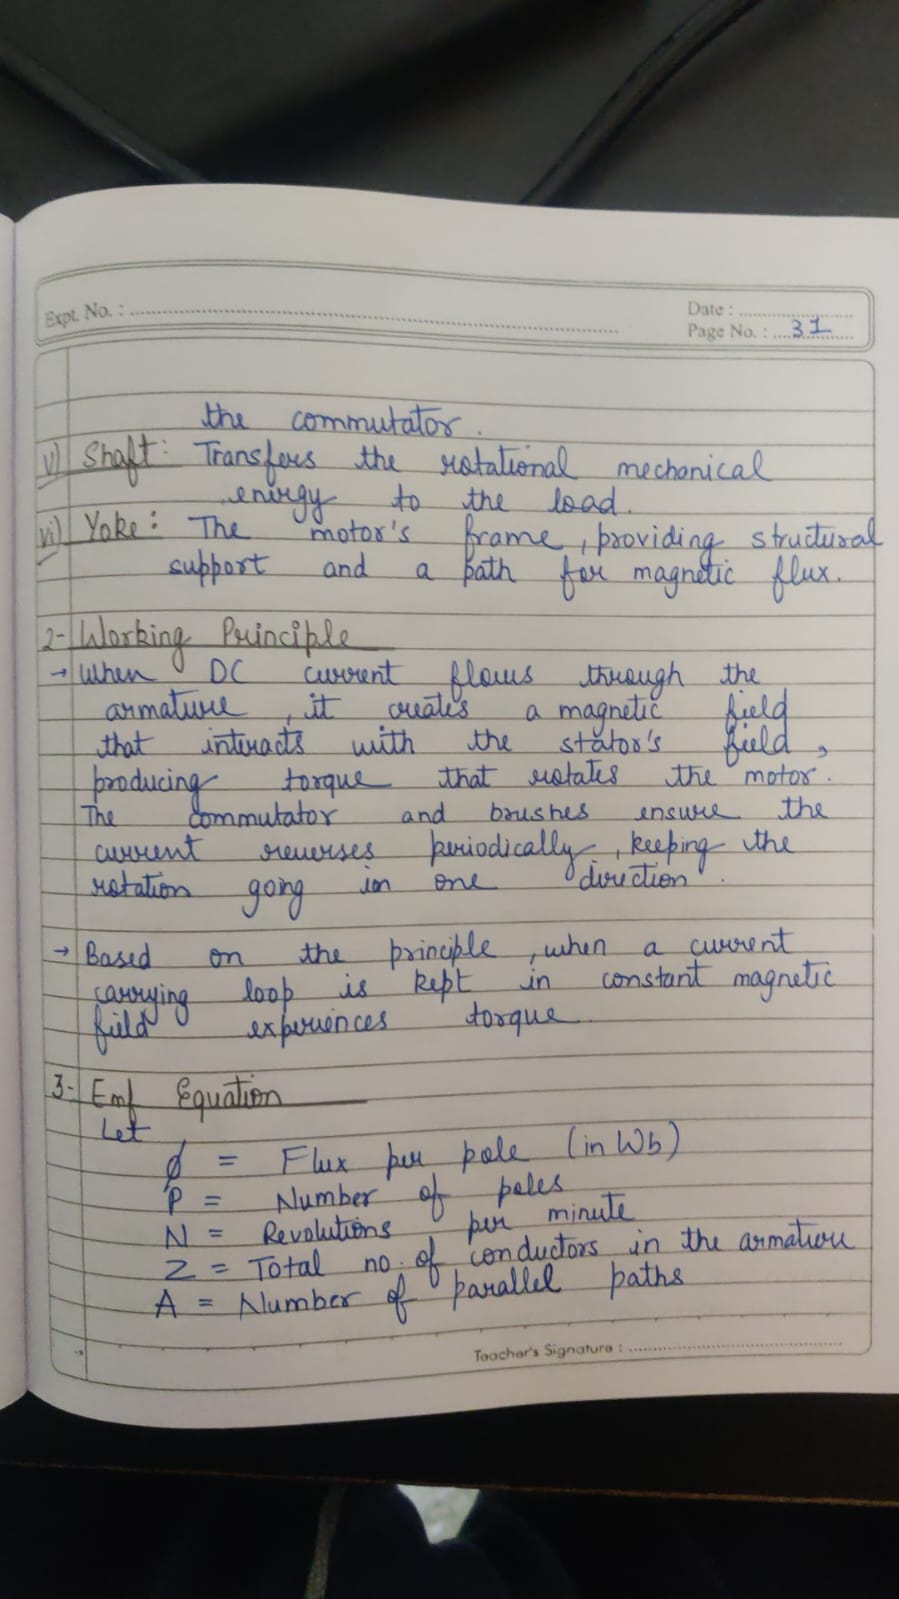 Expt. No. :
Date :
Page No. : 31
the commutator.
v) Shaft: Transfers the rotational mechanical
energy to the load.
vi) Yoke: The motor's frame, providing structural
support and a path for magnetic flux.
2- Working Principle
→ When DC current flows through the
armature, it creates a magnetic field
that interacts with the stator's field,
producing torque that rotates the motor.
The commutator and brushes ensure the
current reverses periodically, keeping the
rotation going in one direction.
→ Based on the principle, when a current
carrying loop is kept in constant magnetic
field experiences torque.
3- Emf Equation
Let
ϕ = Flux per pole (in Wb)
P = Number of poles
N = Revolutions per minute
Z = Total no. of conductors in the armature
A = Number of parallel paths
Teacher's Signature :